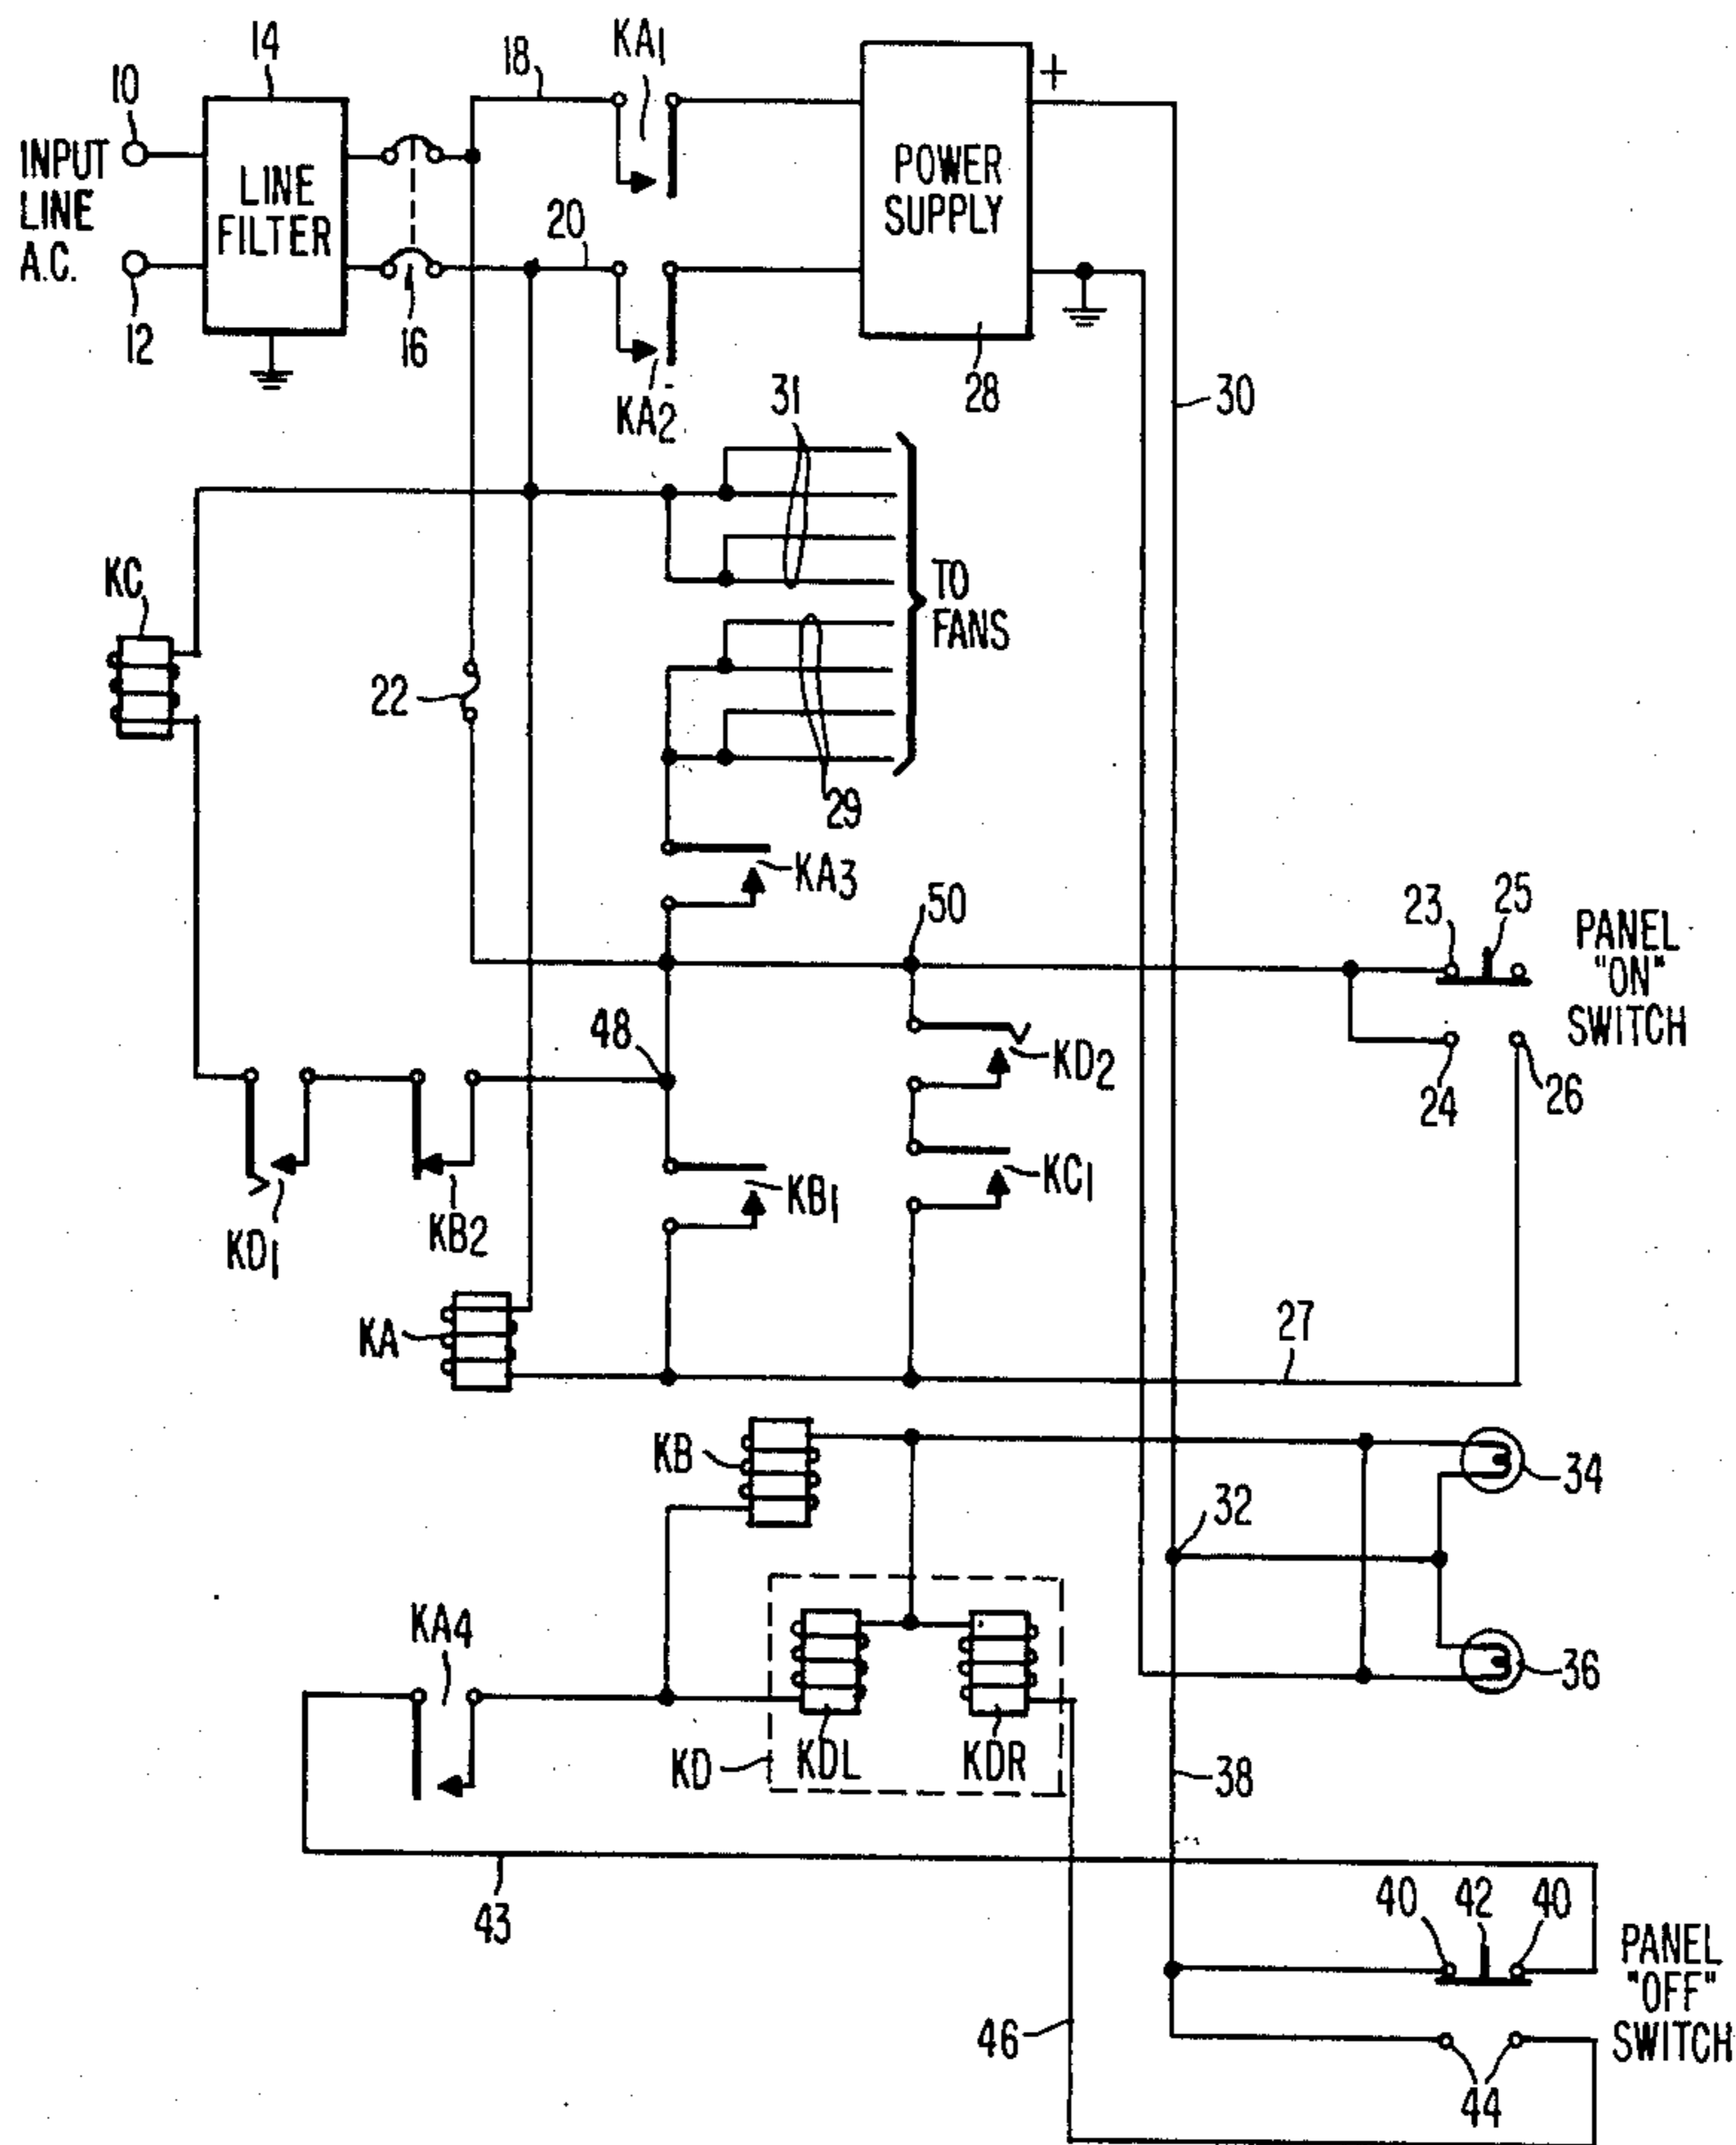 14
KA1
10
18
+
INPUT
LINE
A.C.
LINE
FILTER
POWER
SUPPLY
20
12
16
KA2
31
28
30
KC
TO
FANS
22
29
KA3
50
23
25
PANEL
"ON"
SWITCH
48
KD2
24
26
KD1
KB2
KB1
KC1
KA
27
KB
34
32
KA4
36
KD
KDL
KDR
38
43
40
42
40
PANEL
"OFF"
SWITCH
46
44